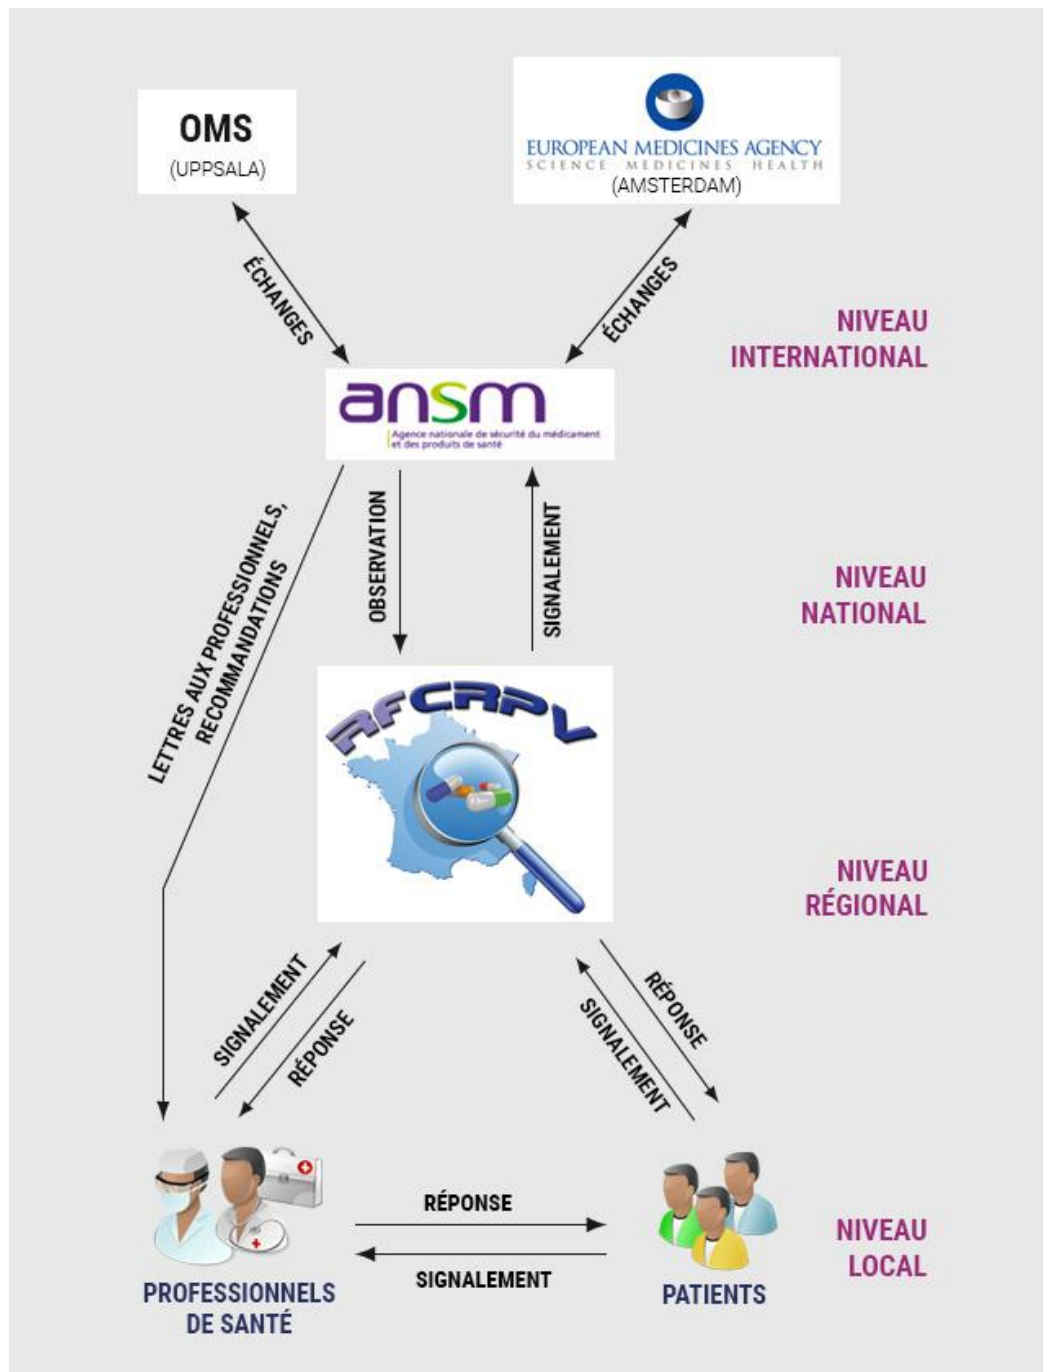 OMS
(UPPSALA)
EUROPEAN MEDICINES AGENCY
SCIENCE MEDICINES HEALTH
(AMSTERDAM)
ÉCHANGES
ÉCHANGES
NIVEAU
INTERNATIONAL
ansm
Agence nationale de sécurité du médicament
et des produits de santé
LETTRES AUX PROFESSIONNELS,
RECOMMANDATIONS
OBSERVATION
SIGNALEMENT
NIVEAU
NATIONAL
RFCRPV
NIVEAU
RÉGIONAL
SIGNALEMENT
RÉPONSE
SIGNALEMENT
RÉPONSE
RÉPONSE
SIGNALEMENT
PROFESSIONNELS
DE SANTÉ
PATIENTS
NIVEAU
LOCAL